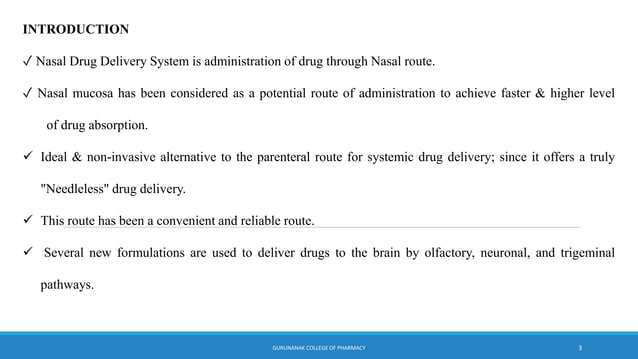 INTRODUCTION
✓ Nasal Drug Delivery System is administration of drug through Nasal route.
✓ Nasal mucosa has been considered as a potential route of administration to achieve faster & higher level
of drug absorption.
✓ Ideal & non-invasive alternative to the parenteral route for systemic drug delivery; since it offers a truly
"Needleless" drug delivery.
✓ This route has been a convenient and reliable route.
✓ Several new formulations are used to deliver drugs to the brain by olfactory, neuronal, and trigeminal
pathways.
GURUNANAK COLLEGE OF PHARMACY
3